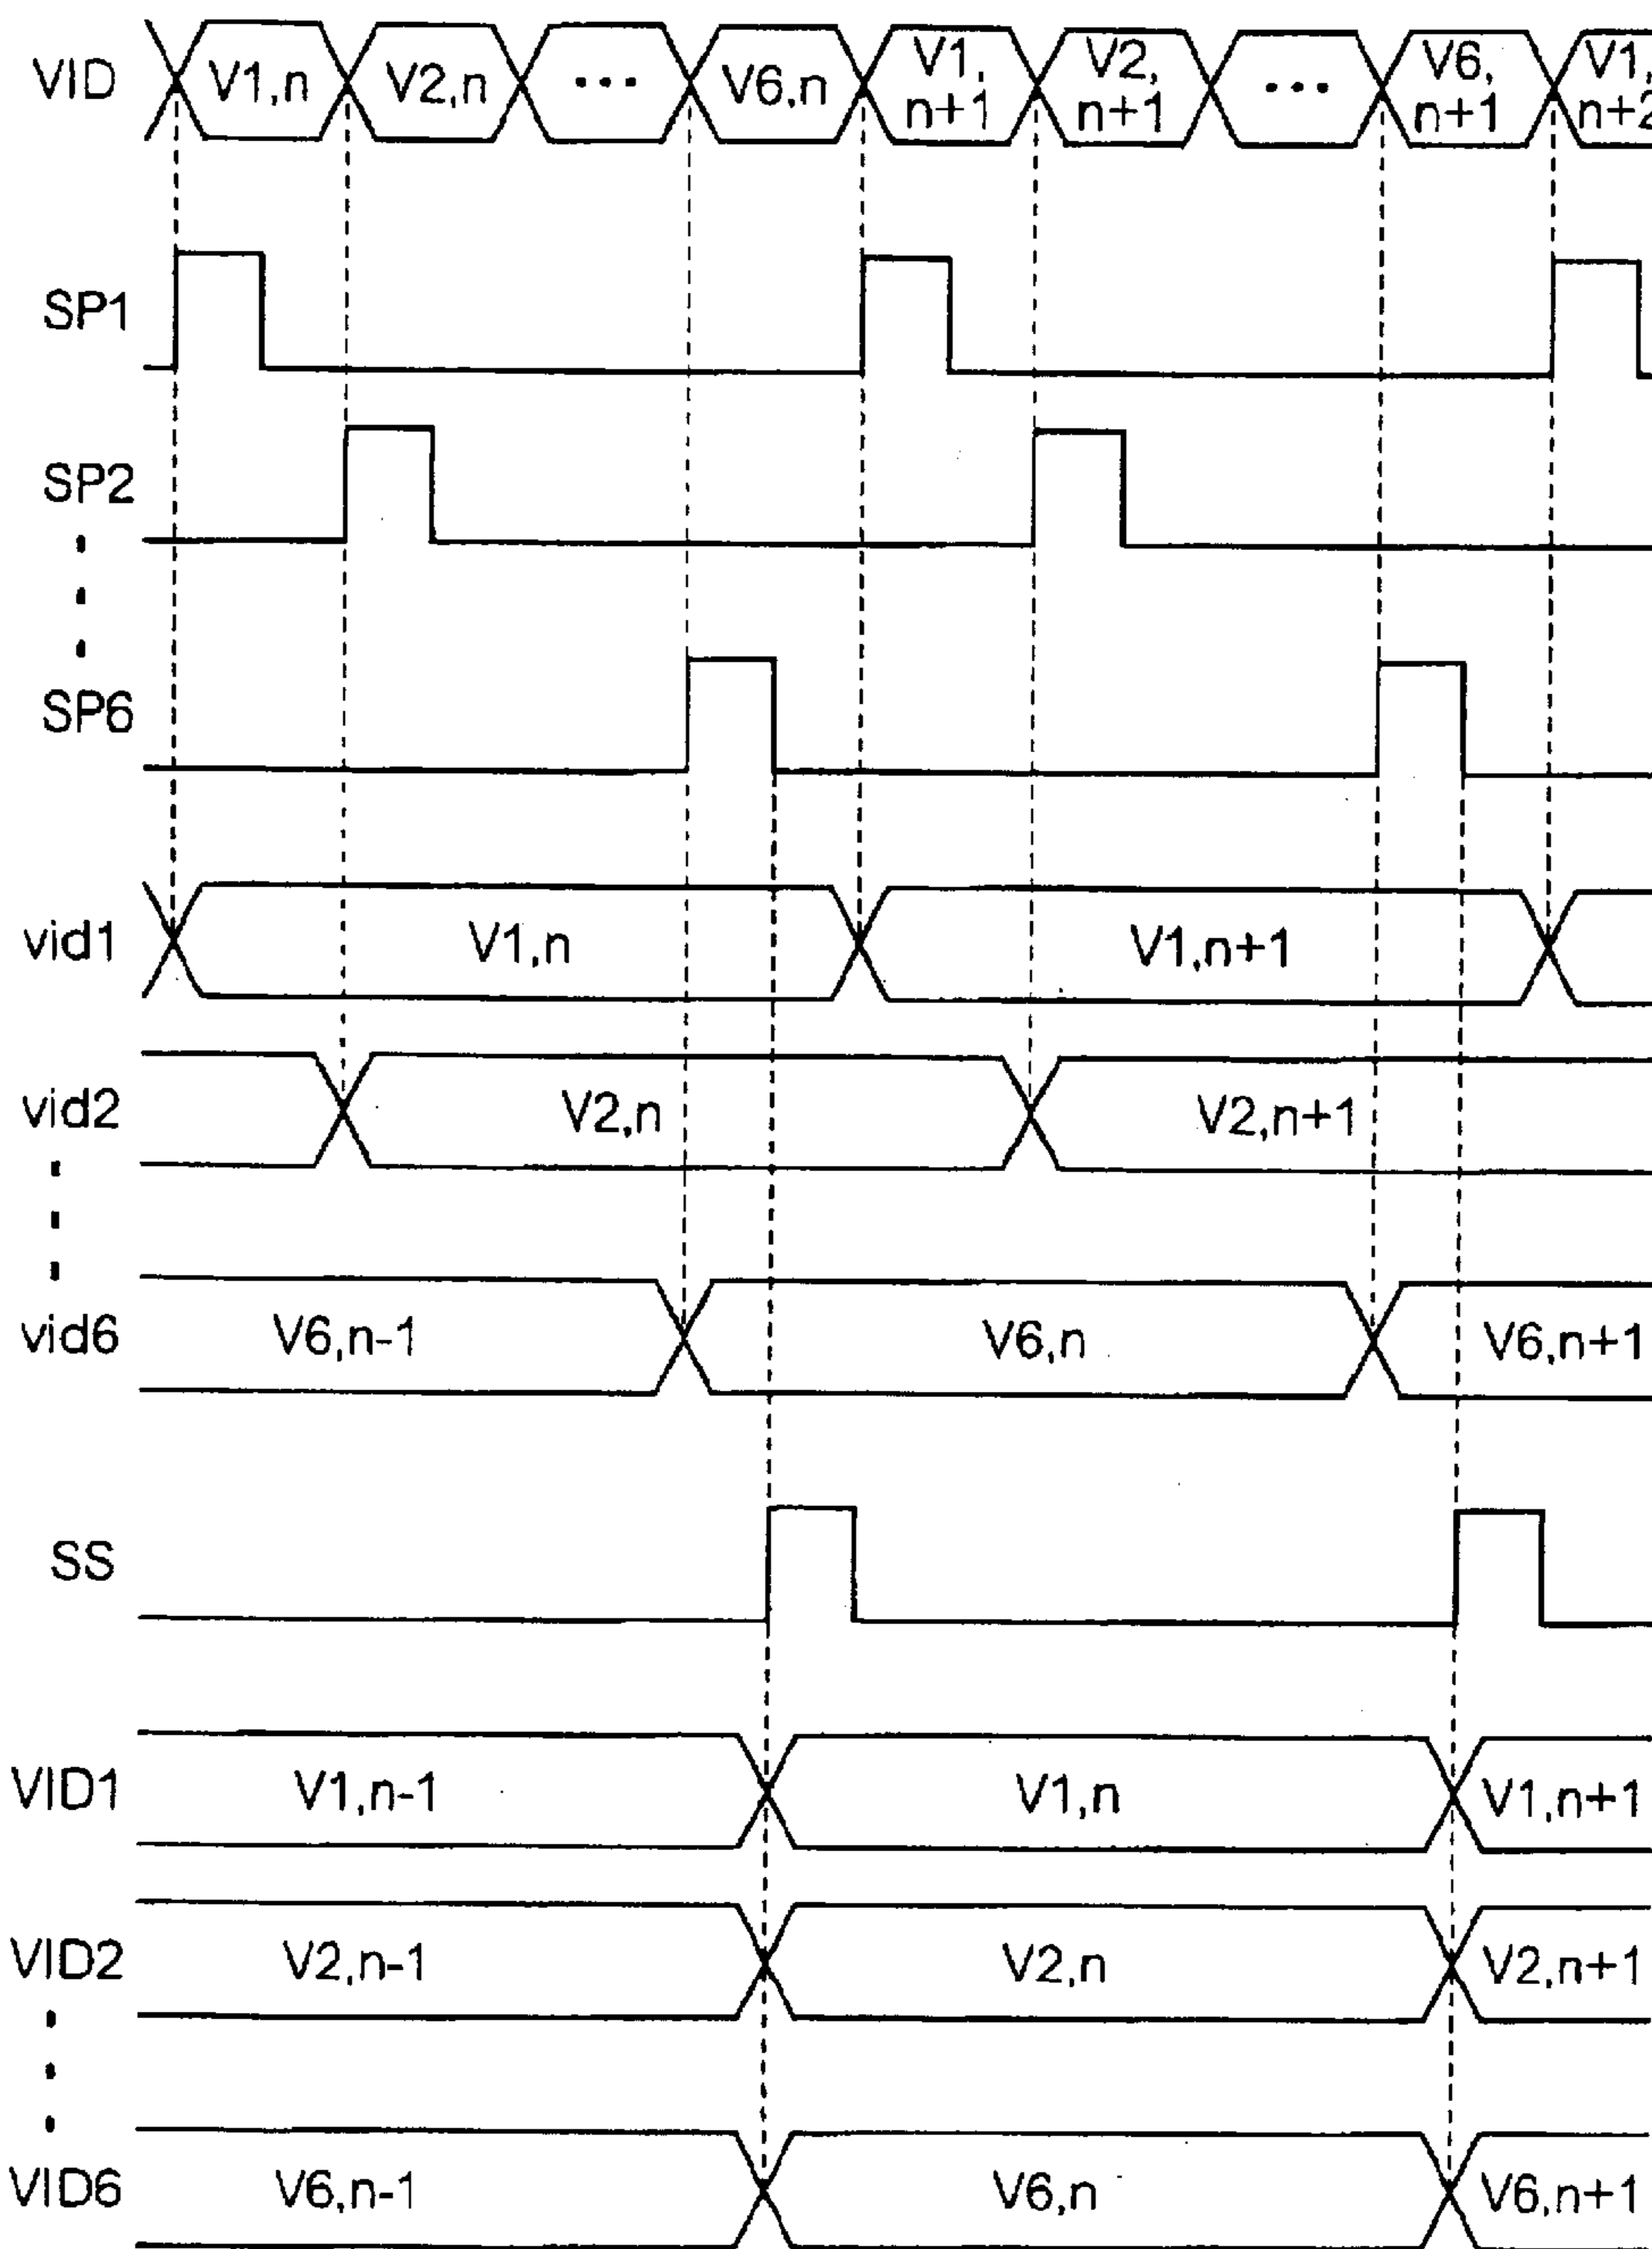 VID V1,n V2,n ... V6,n V1, n+1 V2, n+1 ... V6, n+1 V1, n+2
SP1
SP2
SP6
vid1 V1,n V1,n+1
vid2 V2,n V2,n+1
vid6 V6,n-1 V6,n V6,n+1
SS
VID1 V1,n-1 V1,n V1,n+1
VID2 V2,n-1 V2,n V2,n+1
VID6 V6,n-1 V6,n V6,n+1